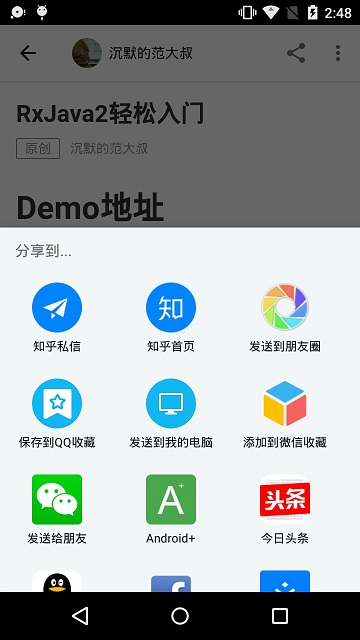 2:48
沉默的范大叔
RxJava2轻松入门
原创 沉默的范大叔
Demo地址
分享到...
知
知乎私信 知乎首页 发送到朋友圈
保存到QQ收藏 发送到我的电脑 添加到微信收藏
A+ 头条
发送给朋友 Android+ 今日头条
f